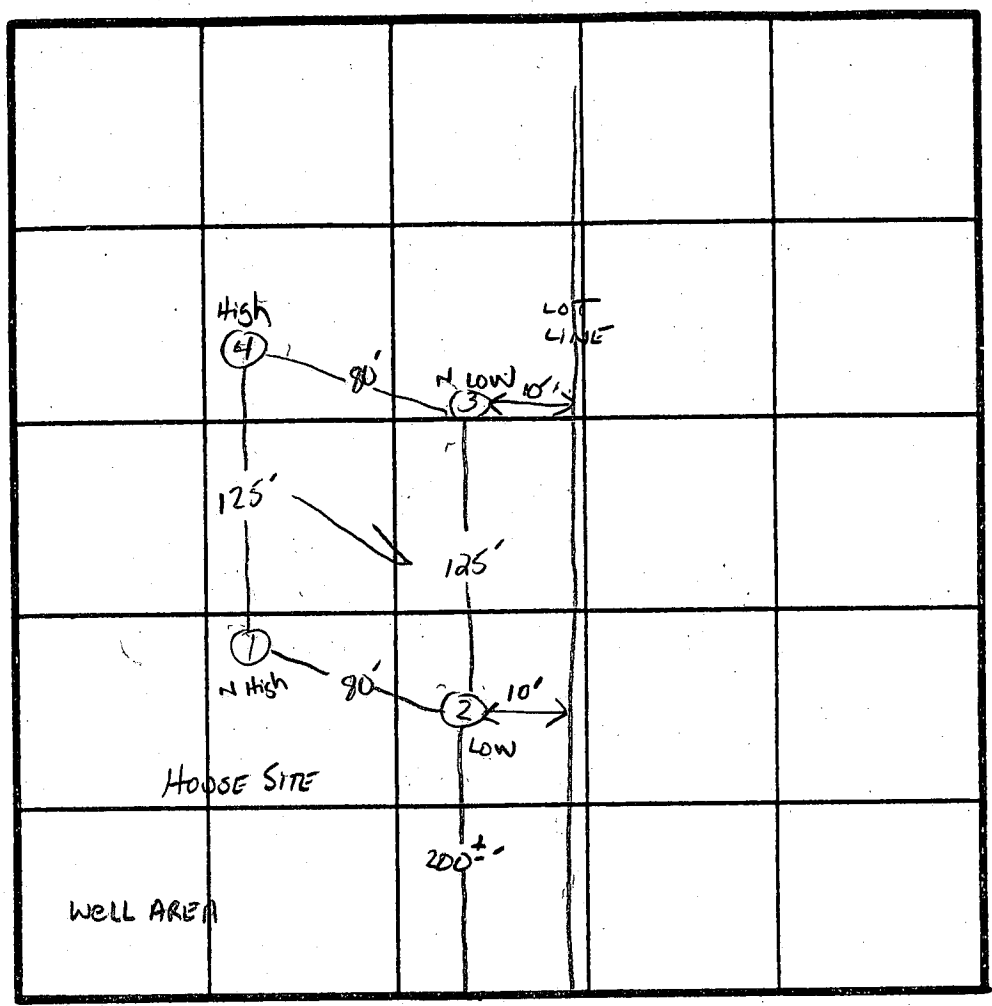 High
LOT
LINE
4
80'
N LOW
3
10'
125'
125'
1
N High
80'
2
10'
LOW
HOUSE SITE
200±'
WELL AREA